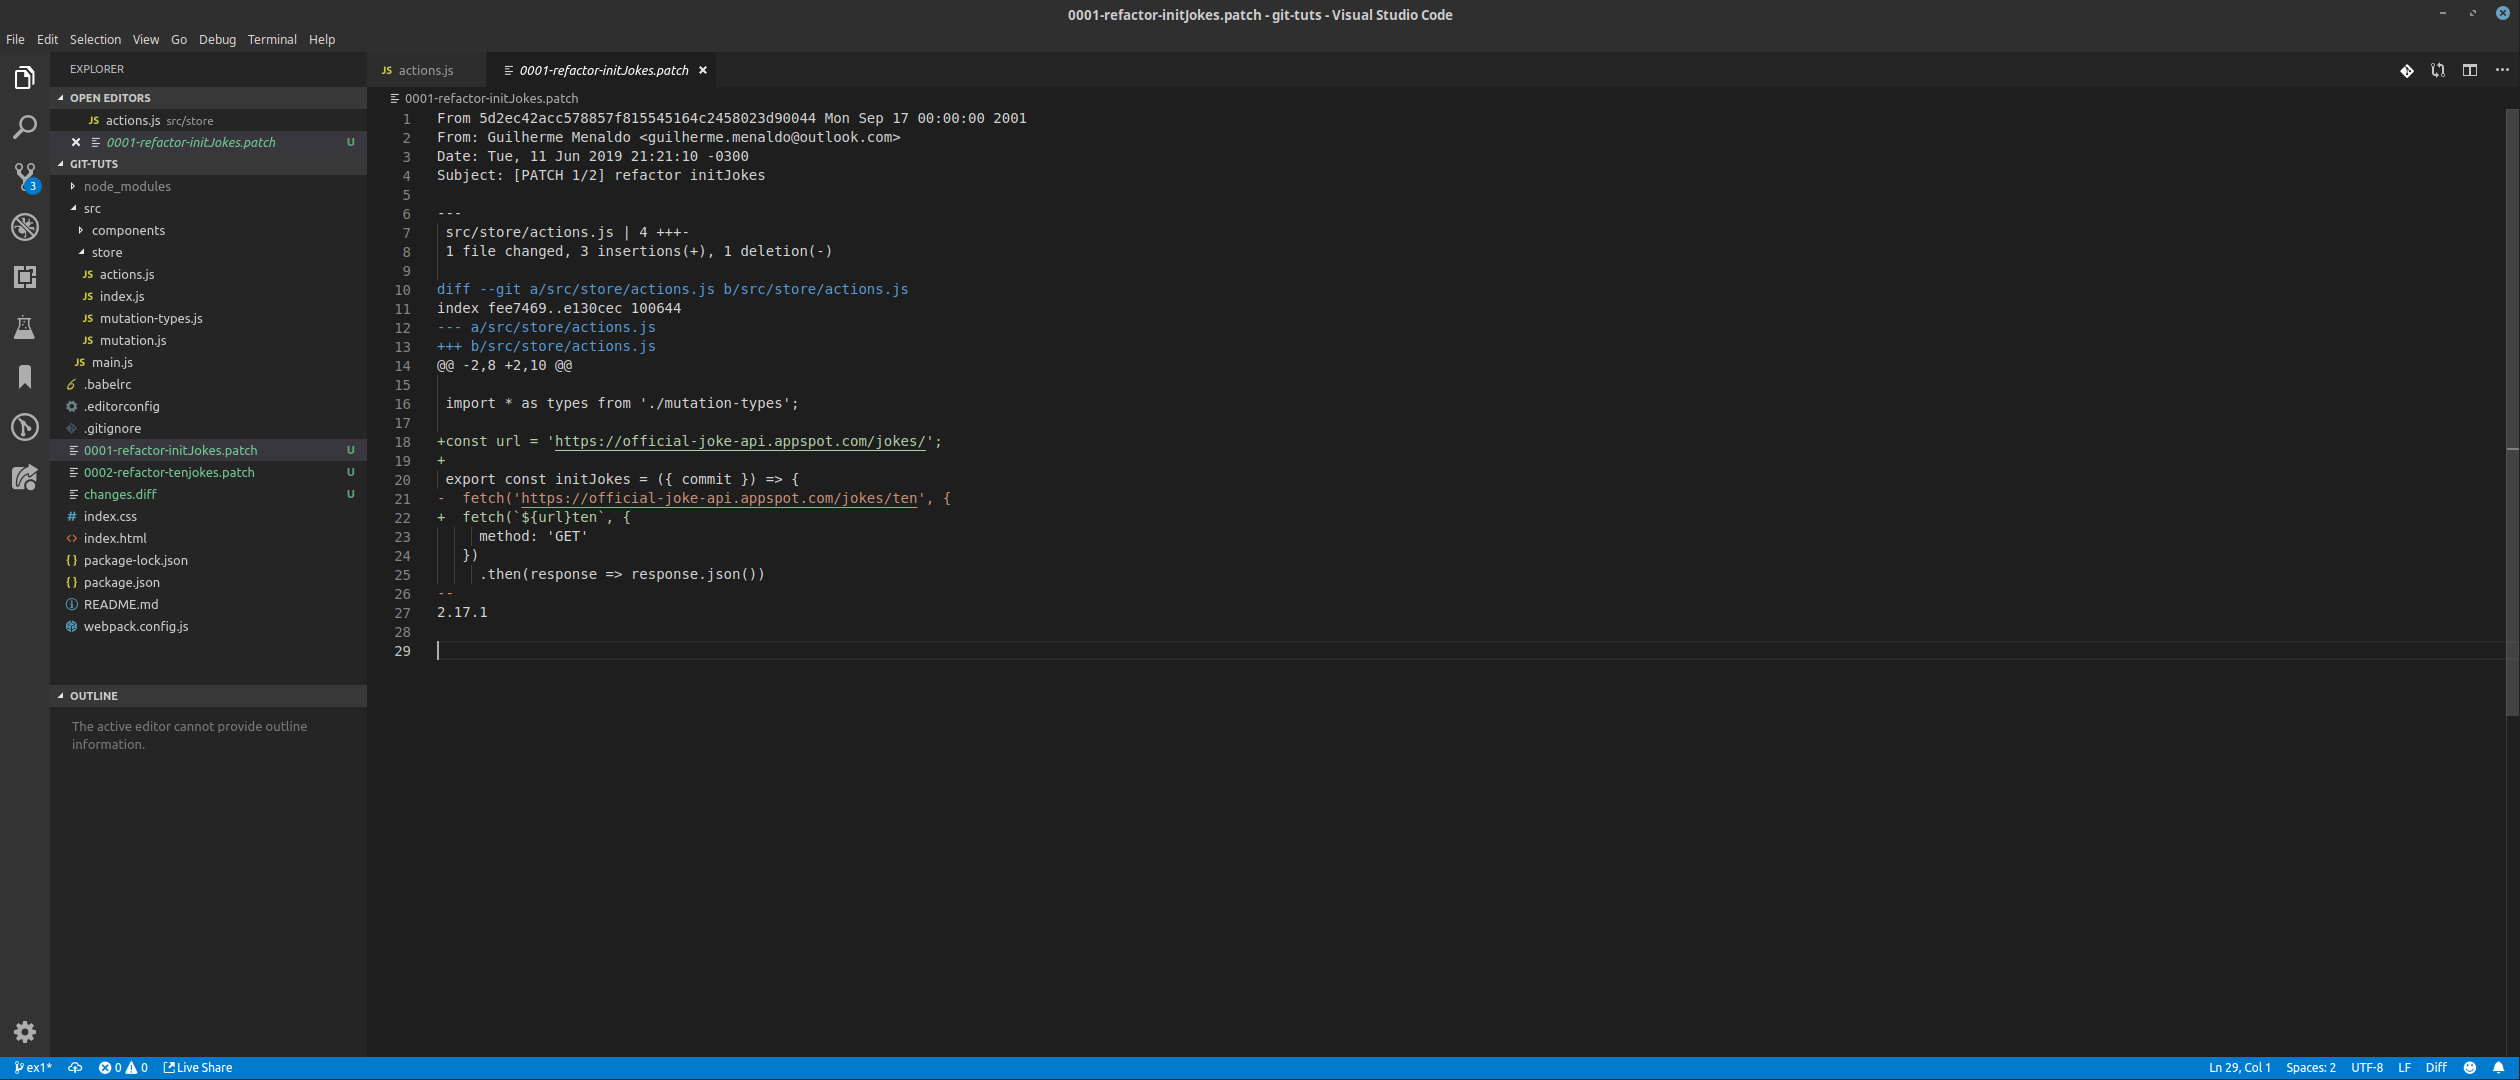 0001-refactor-initJokes.patch - git-tuts - Visual Studio Code
File Edit Selection View Go Debug Terminal Help
EXPLORER
OPEN EDITORS
JS actions.js src/store
0001-refactor-initJokes.patch U
GIT-TUTS
node_modules
src
components
store
JS actions.js
JS index.js
JS mutation-types.js
JS mutation.js
JS main.js
.babelrc
.editorconfig
.gitignore
0001-refactor-initJokes.patch U
0002-refactor-tenjokes.patch U
changes.diff U
# index.css
<> index.html
{} package-lock.json
{} package.json
README.md
webpack.config.js
OUTLINE
The active editor cannot provide outline
information.
3
JS actions.js
0001-refactor-initJokes.patch
0001-refactor-initJokes.patch
1 From 5d2ec42acc578857f815545164c2458023d90044 Mon Sep 17 00:00:00 2001
2 From: Guilherme Menaldo <guilherme.menaldo@outlook.com>
3 Date: Tue, 11 Jun 2019 21:21:10 -0300
4 Subject: [PATCH 1/2] refactor initJokes
5
6 ---
7  src/store/actions.js | 4 +++-
8  1 file changed, 3 insertions(+), 1 deletion(-)
9
10 diff --git a/src/store/actions.js b/src/store/actions.js
11 index fee7469..e130cec 100644
12 --- a/src/store/actions.js
13 +++ b/src/store/actions.js
14 @@ -2,8 +2,10 @@
15
16  import * as types from './mutation-types';
17
18 +const url = 'https://official-joke-api.appspot.com/jokes/';
19 +
20  export const initJokes = ({ commit }) => {
21 -  fetch('https://official-joke-api.appspot.com/jokes/ten', {
22 +  fetch(`${url}ten`, {
23      method: 'GET'
24    })
25      .then(response => response.json())
26 --
27 2.17.1
28
29
ex1* 0 0 Live Share
Ln 29, Col 1 Spaces: 2 UTF-8 LF Diff